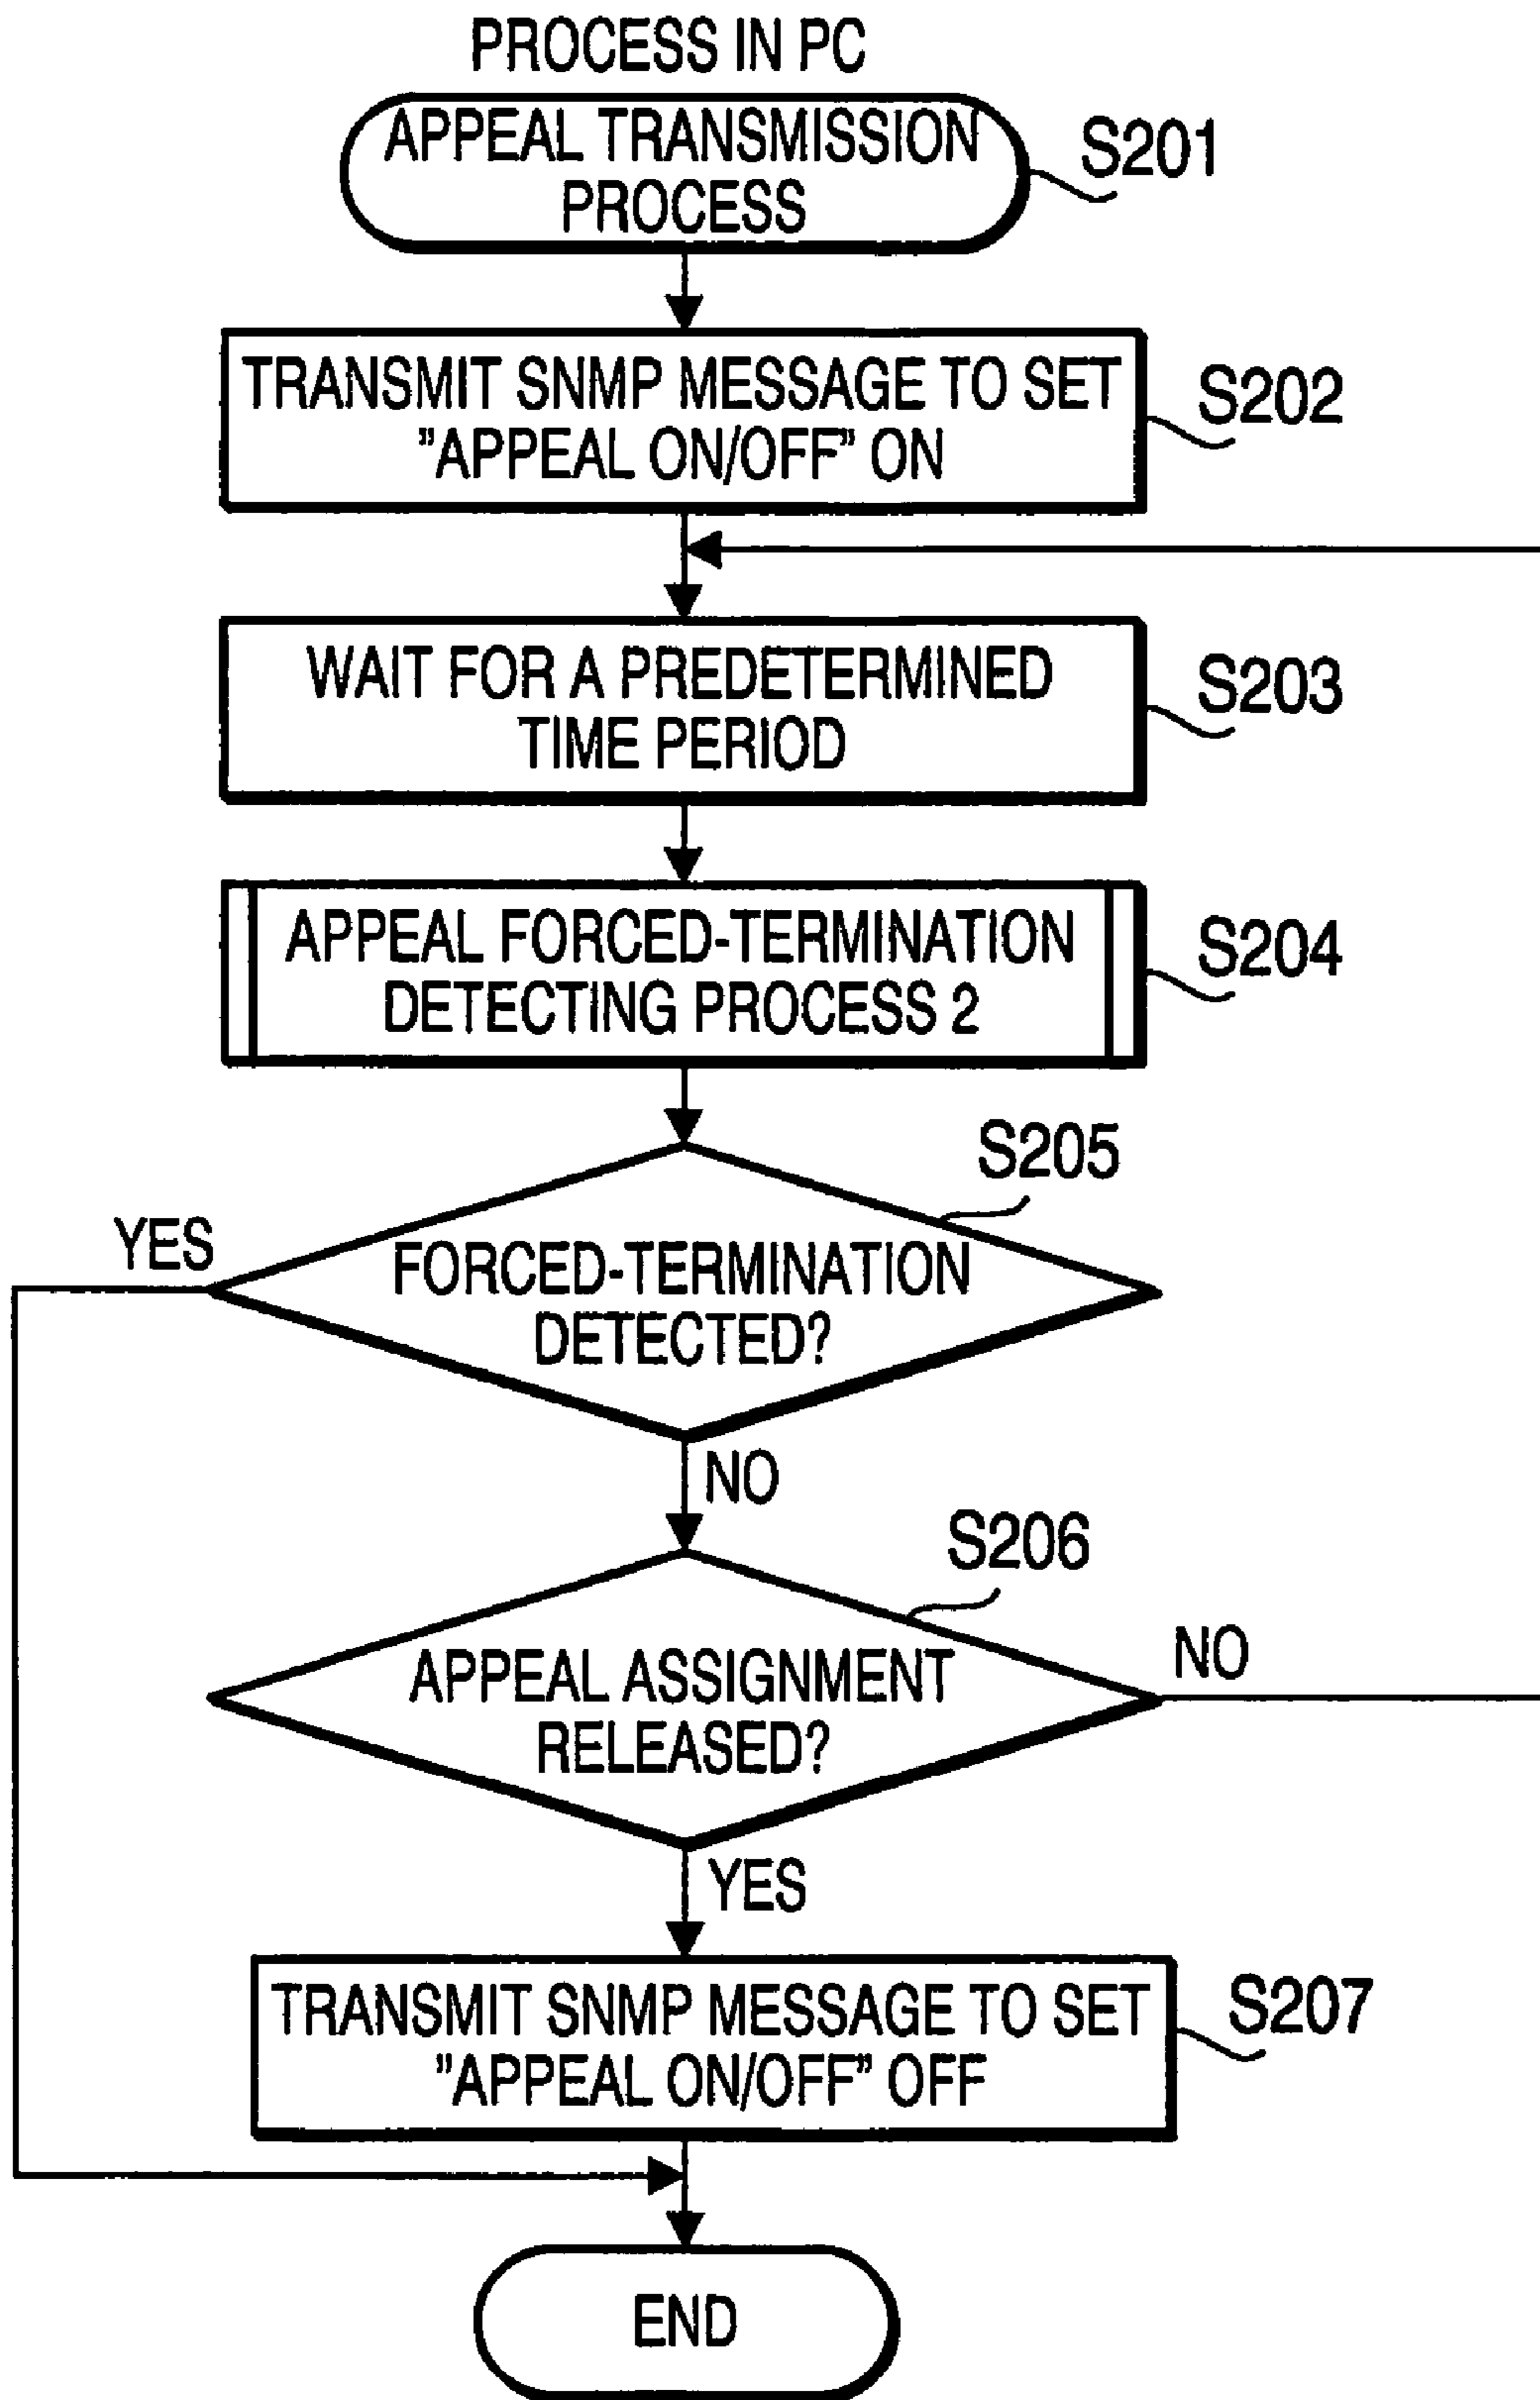 PROCESS IN PC
APPEAL TRANSMISSION
PROCESS
S201
TRANSMIT SNMP MESSAGE TO SET
"APPEAL ON/OFF" ON
S202
WAIT FOR A PREDETERMINED
TIME PERIOD
S203
APPEAL FORCED-TERMINATION
DETECTING PROCESS 2
S204
S205
YES
FORCED-TERMINATION
DETECTED?
NO
S206
APPEAL ASSIGNMENT
RELEASED?
NO
YES
TRANSMIT SNMP MESSAGE TO SET
"APPEAL ON/OFF" OFF
S207
END